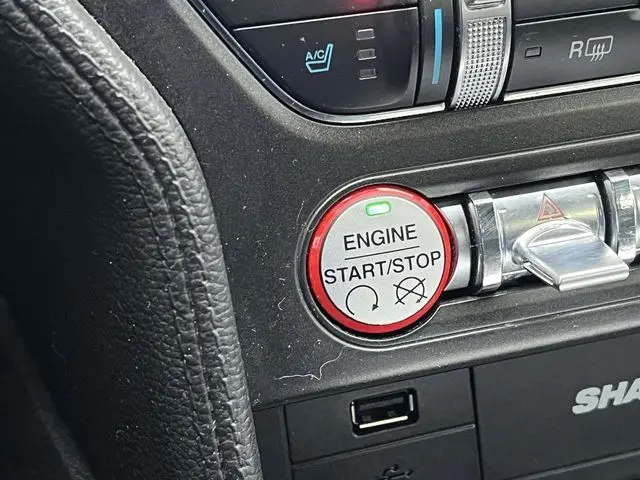 A/C
R
ENGINE
START/STOP
SHA